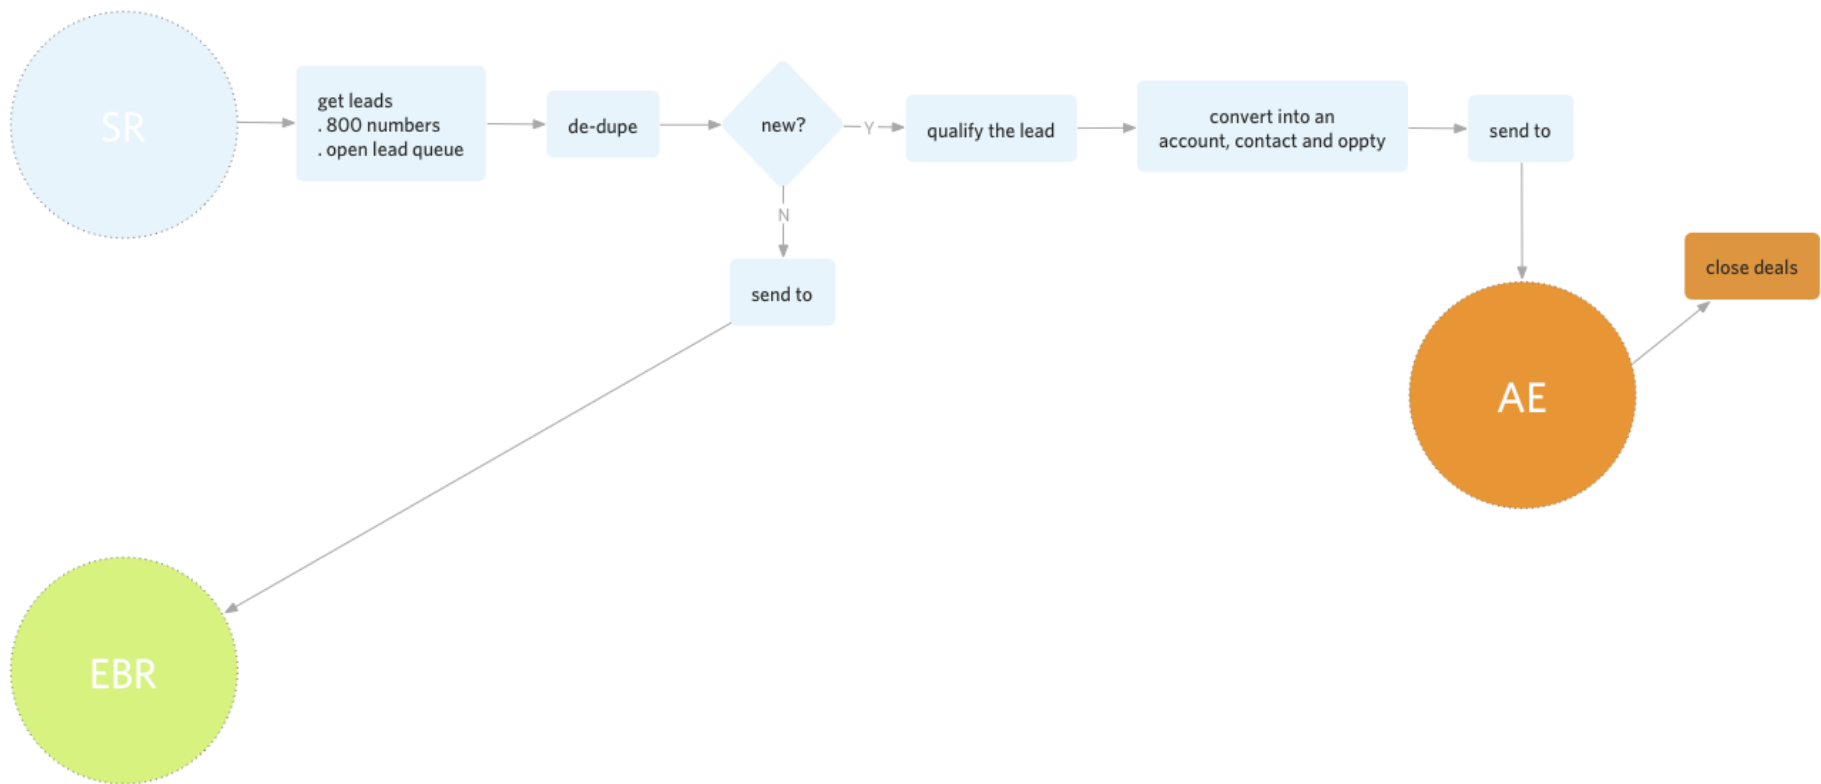 SR
get leads
. 800 numbers
. open lead queue
de-dupe
new?
Y
qualify the lead
convert into an
account, contact and oppty
send to
N
send to
close deals
AE
EBR